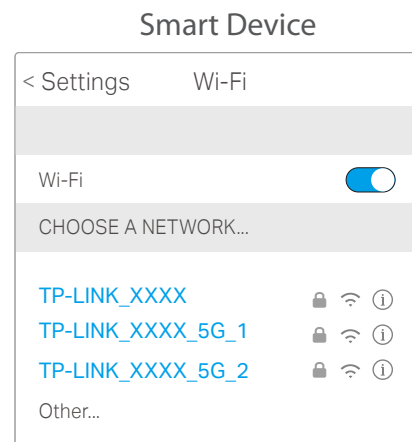 Smart Device
< Settings Wi-Fi
Wi-Fi
CHOOSE A NETWORK...
TP-LINK_XXXX
TP-LINK_XXXX_5G_1
TP-LINK_XXXX_5G_2
Other...